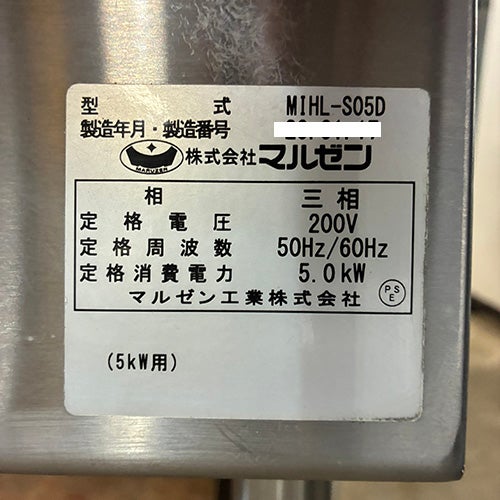 型式 MIHL-S05D
製造年月・製造番号
MARUZEN 株式会社マルゼン
相 三相
定格電圧 200V
定格周波数 50Hz/60Hz
定格消費電力 5.0kW
マルゼン工業株式会社 PSE
(5kW用)